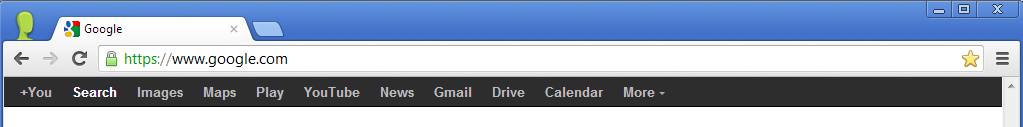 Google
https://www.google.com
+You Search Images Maps Play YouTube News Gmail Drive Calendar More